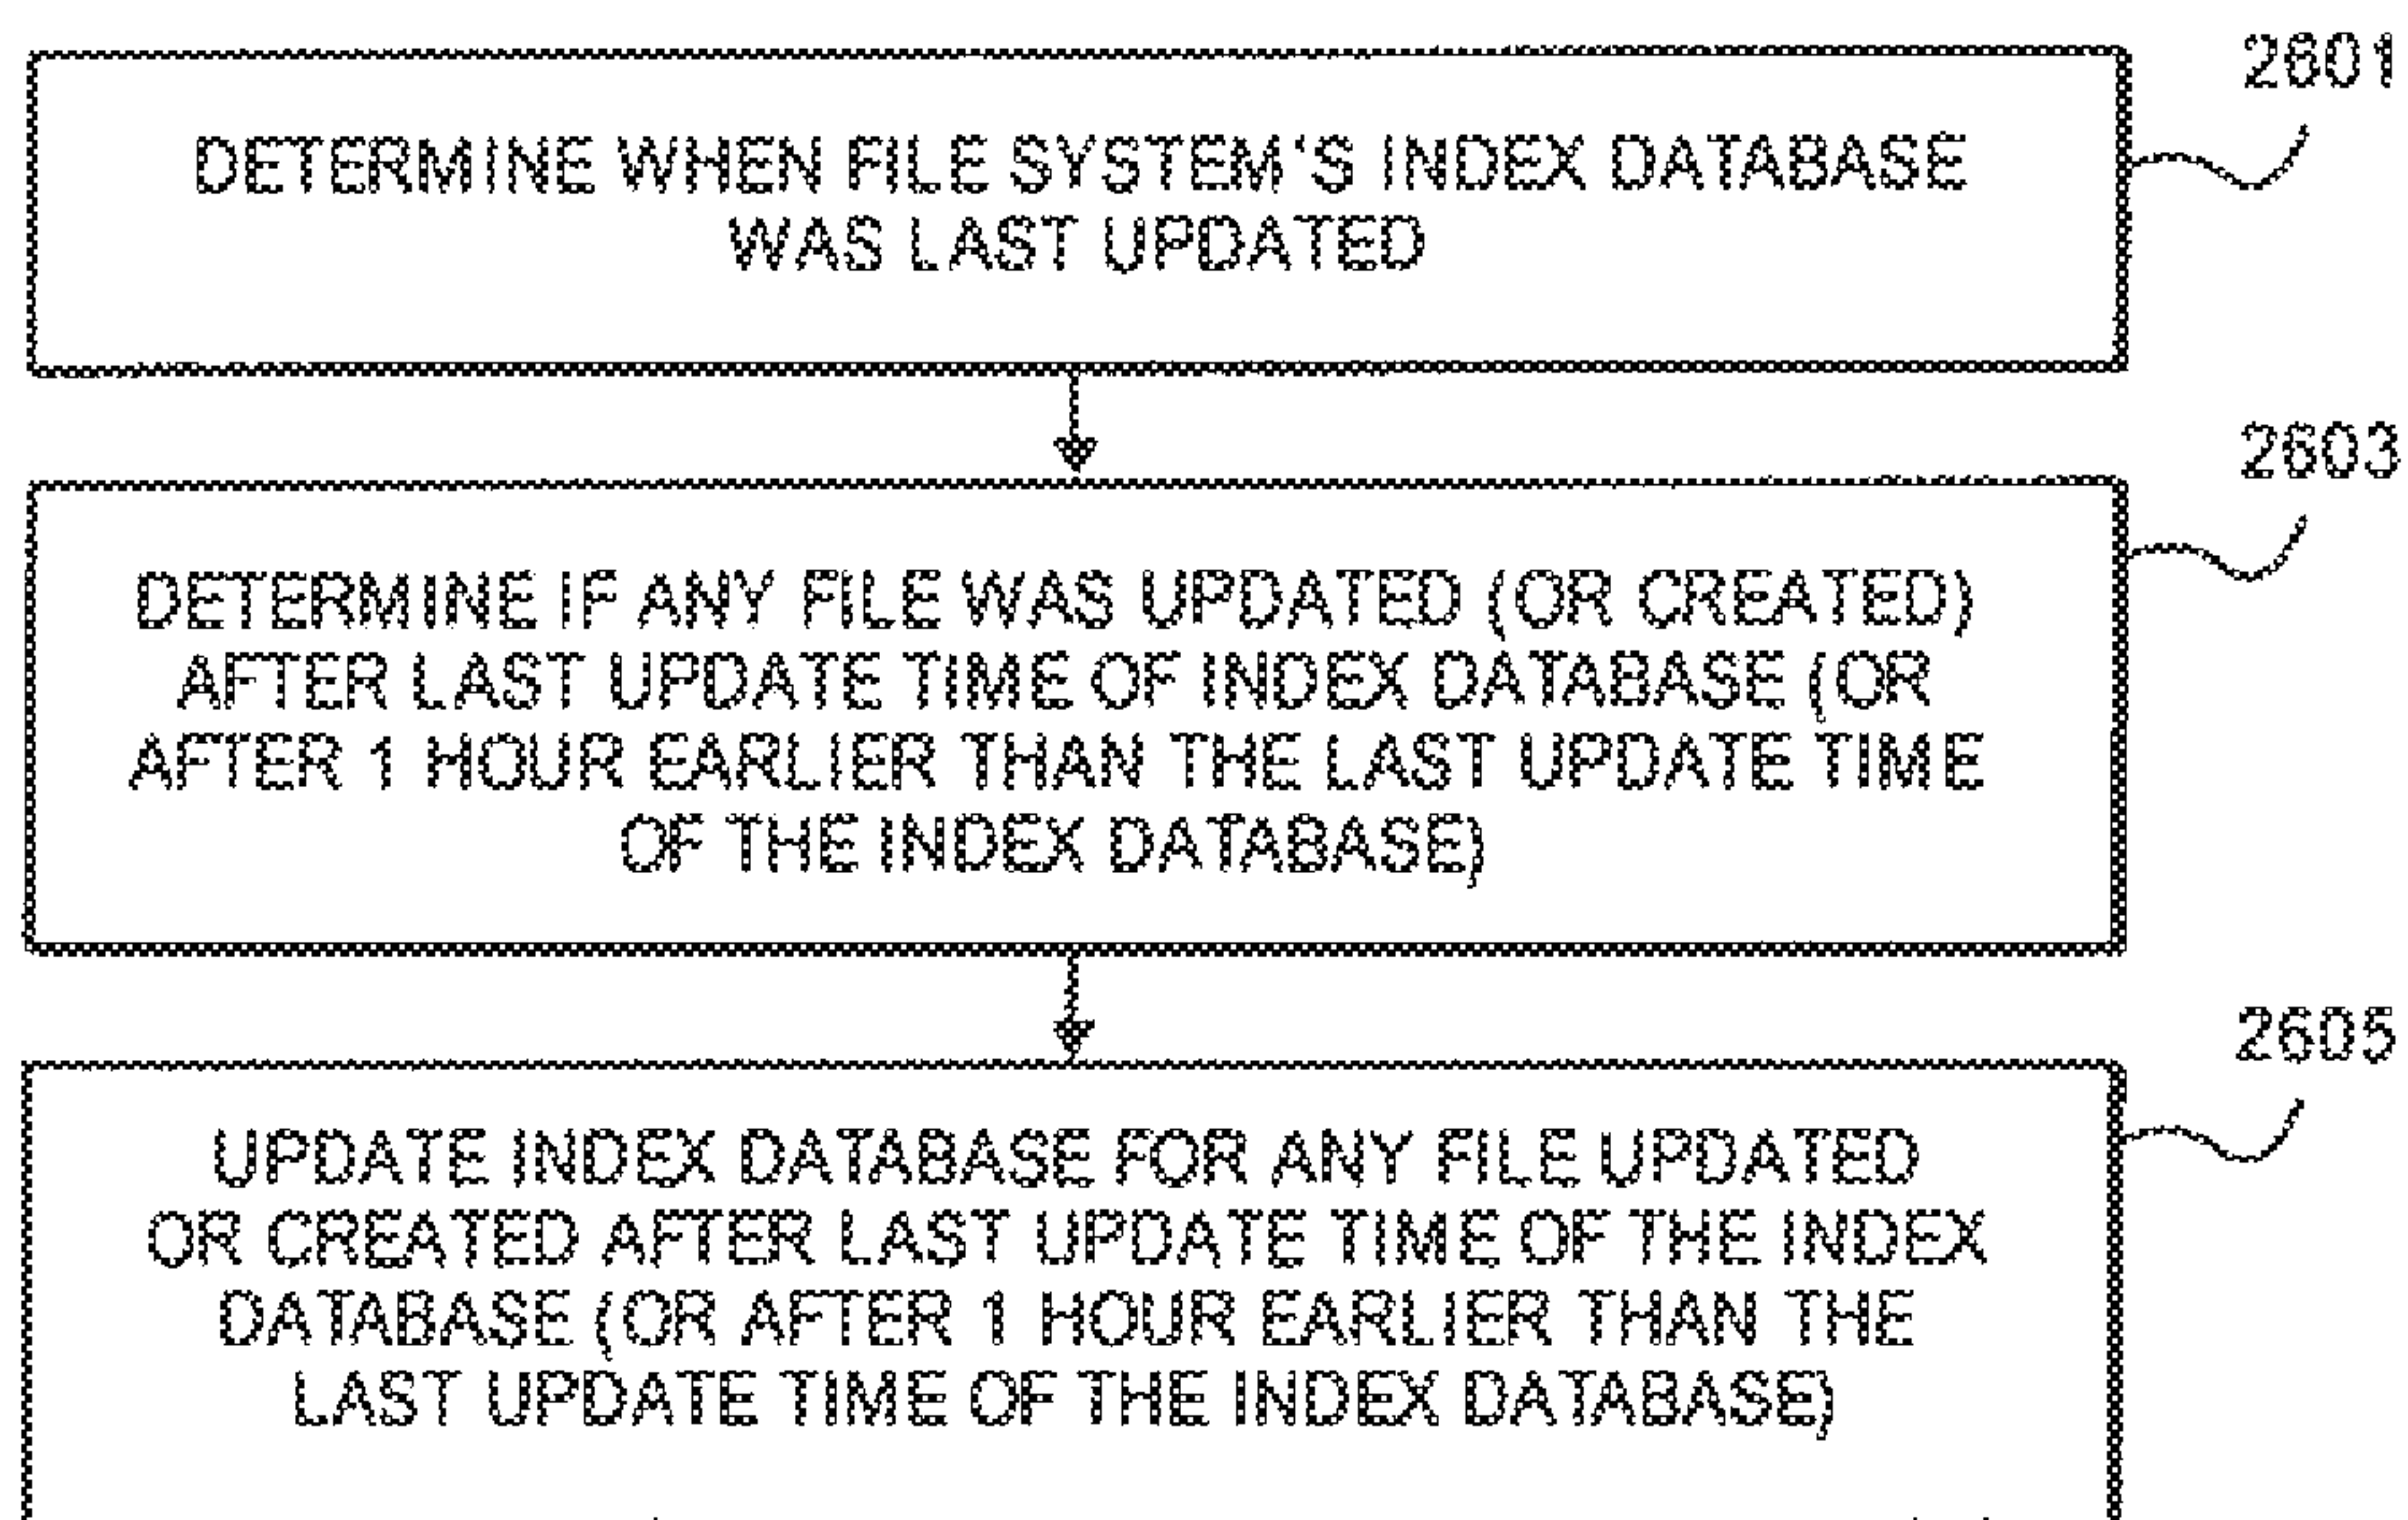 2601
DETERMINE WHEN FILE SYSTEM'S INDEX DATABASE
WAS LAST UPDATED
2603
DETERMINE IF ANY FILE WAS UPDATED (OR CREATED)
AFTER LAST UPDATE TIME OF INDEX DATABASE (OR
AFTER 1 HOUR EARLIER THAN THE LAST UPDATE TIME
OF THE INDEX DATABASE)
2605
UPDATE INDEX DATABASE FOR ANY FILE UPDATED
OR CREATED AFTER LAST UPDATE TIME OF THE INDEX
DATABASE (OR AFTER 1 HOUR EARLIER THAN THE
LAST UPDATE TIME OF THE INDEX DATABASE)